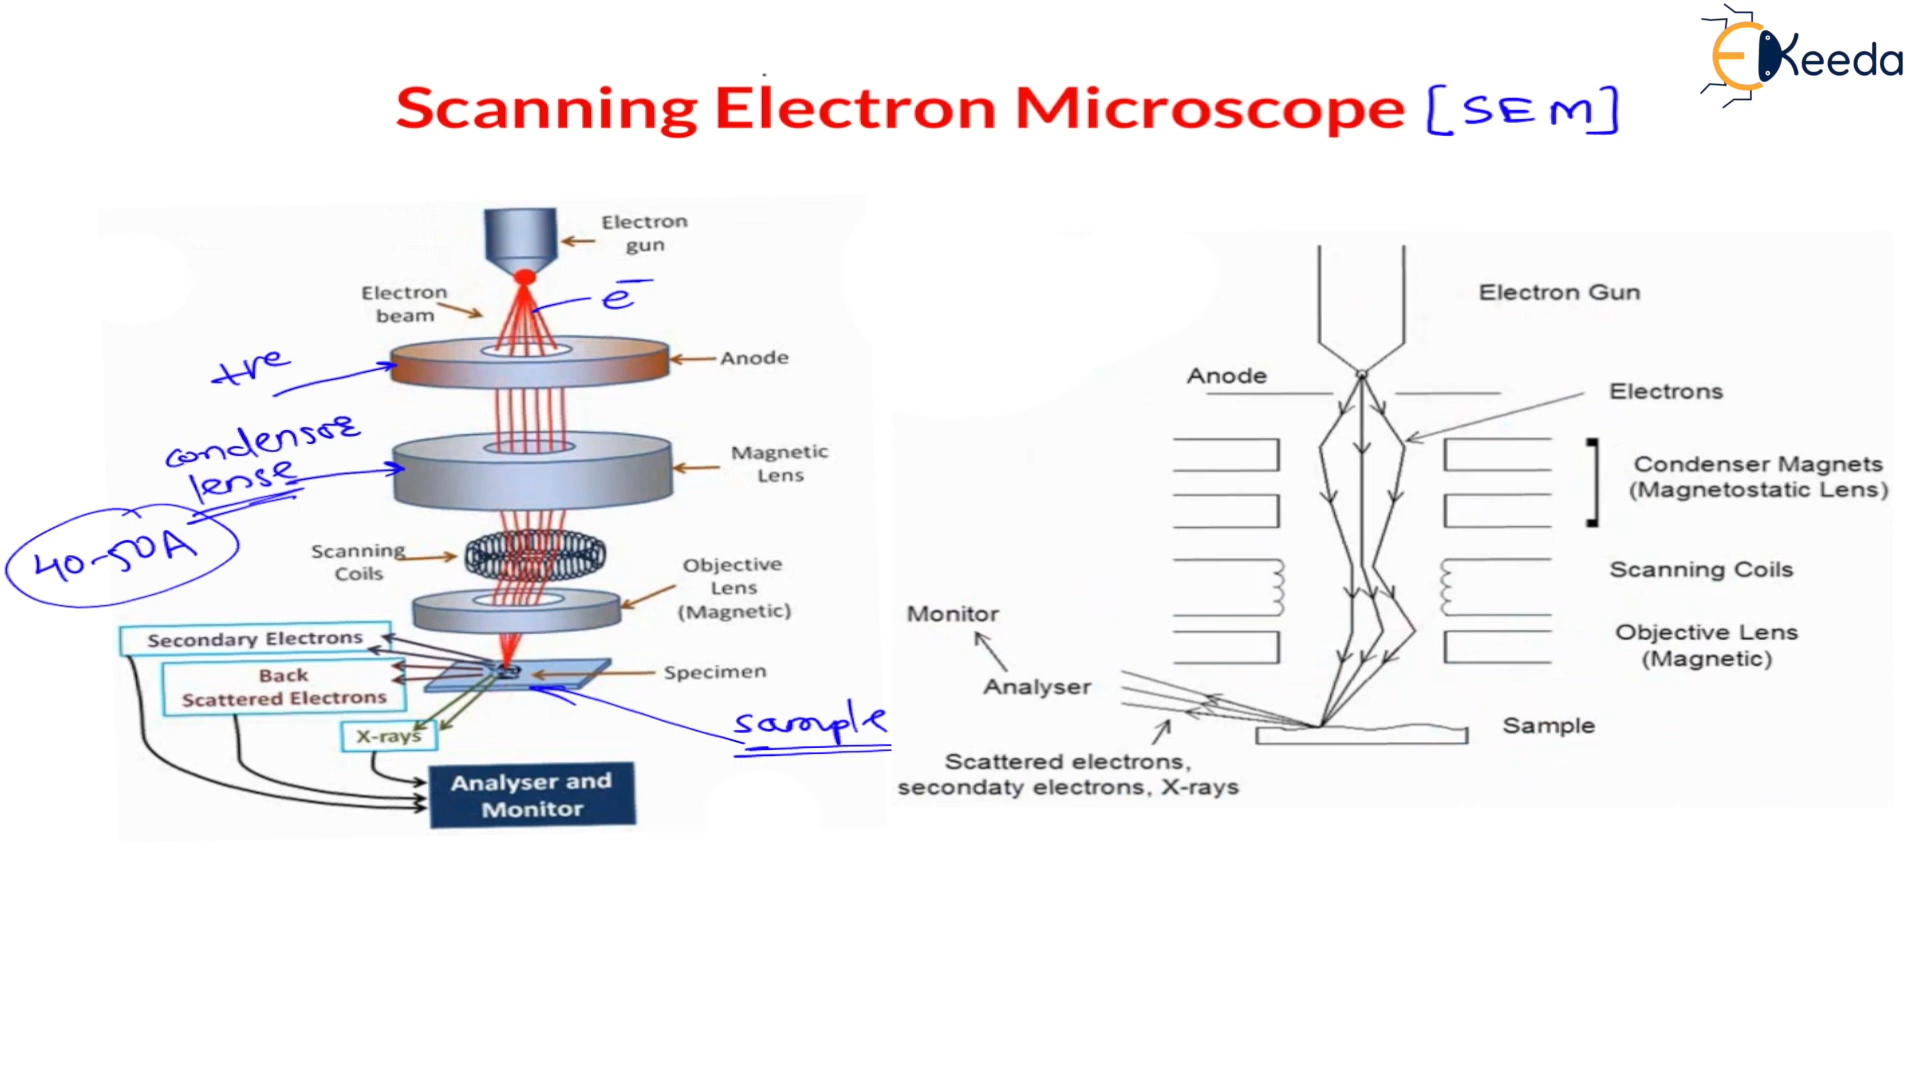 EKeeda
Scanning Electron Microscope [SEM]
Electron
gun
Electron
beam
e-
+ve
Anode
condensor
lense
Magnetic
Lens
40-50A
Scanning
Coils
Objective
Lens
(Magnetic)
Secondary Electrons
Back
Scattered Electrons
Specimen
sample
X-rays
Analyser and
Monitor
Electron Gun
Anode
Electrons
Condenser Magnets
(Magnetostatic Lens)
Scanning Coils
Monitor
Objective Lens
(Magnetic)
Analyser
Sample
Scattered electrons,
secondaty electrons, X-rays